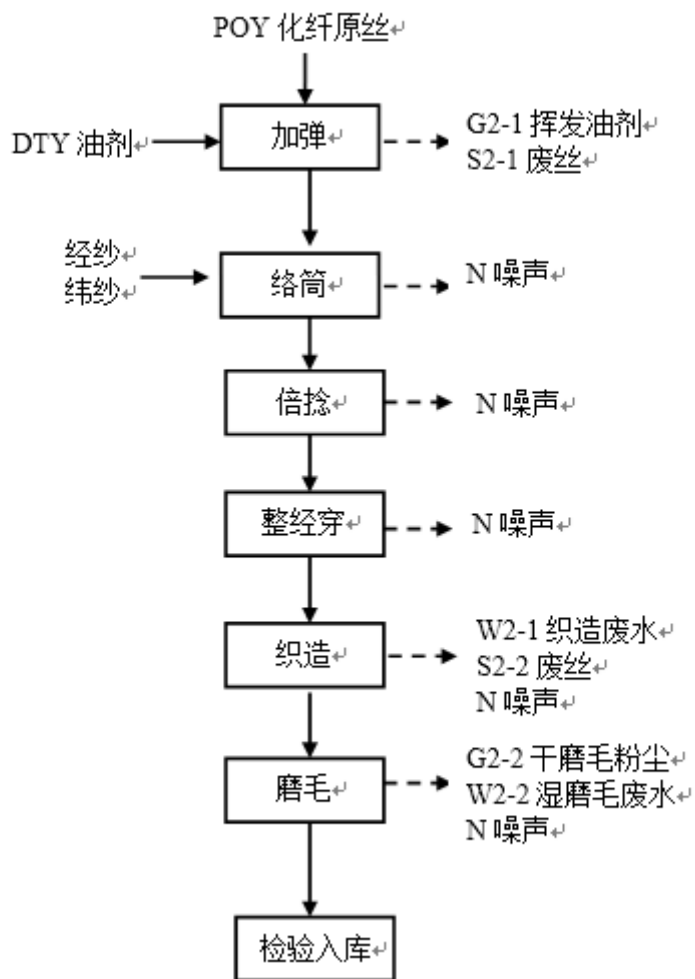 POY 化纤原丝
DTY 油剂
加弹
G2-1 挥发油剂
S2-1 废丝
经纱
纬纱
络筒
N 噪声
倍捻
N 噪声
整经穿
N 噪声
织造
W2-1 织造废水
S2-2 废丝
N 噪声
磨毛
G2-2 干磨毛粉尘
W2-2 湿磨毛废水
N 噪声
检验入库